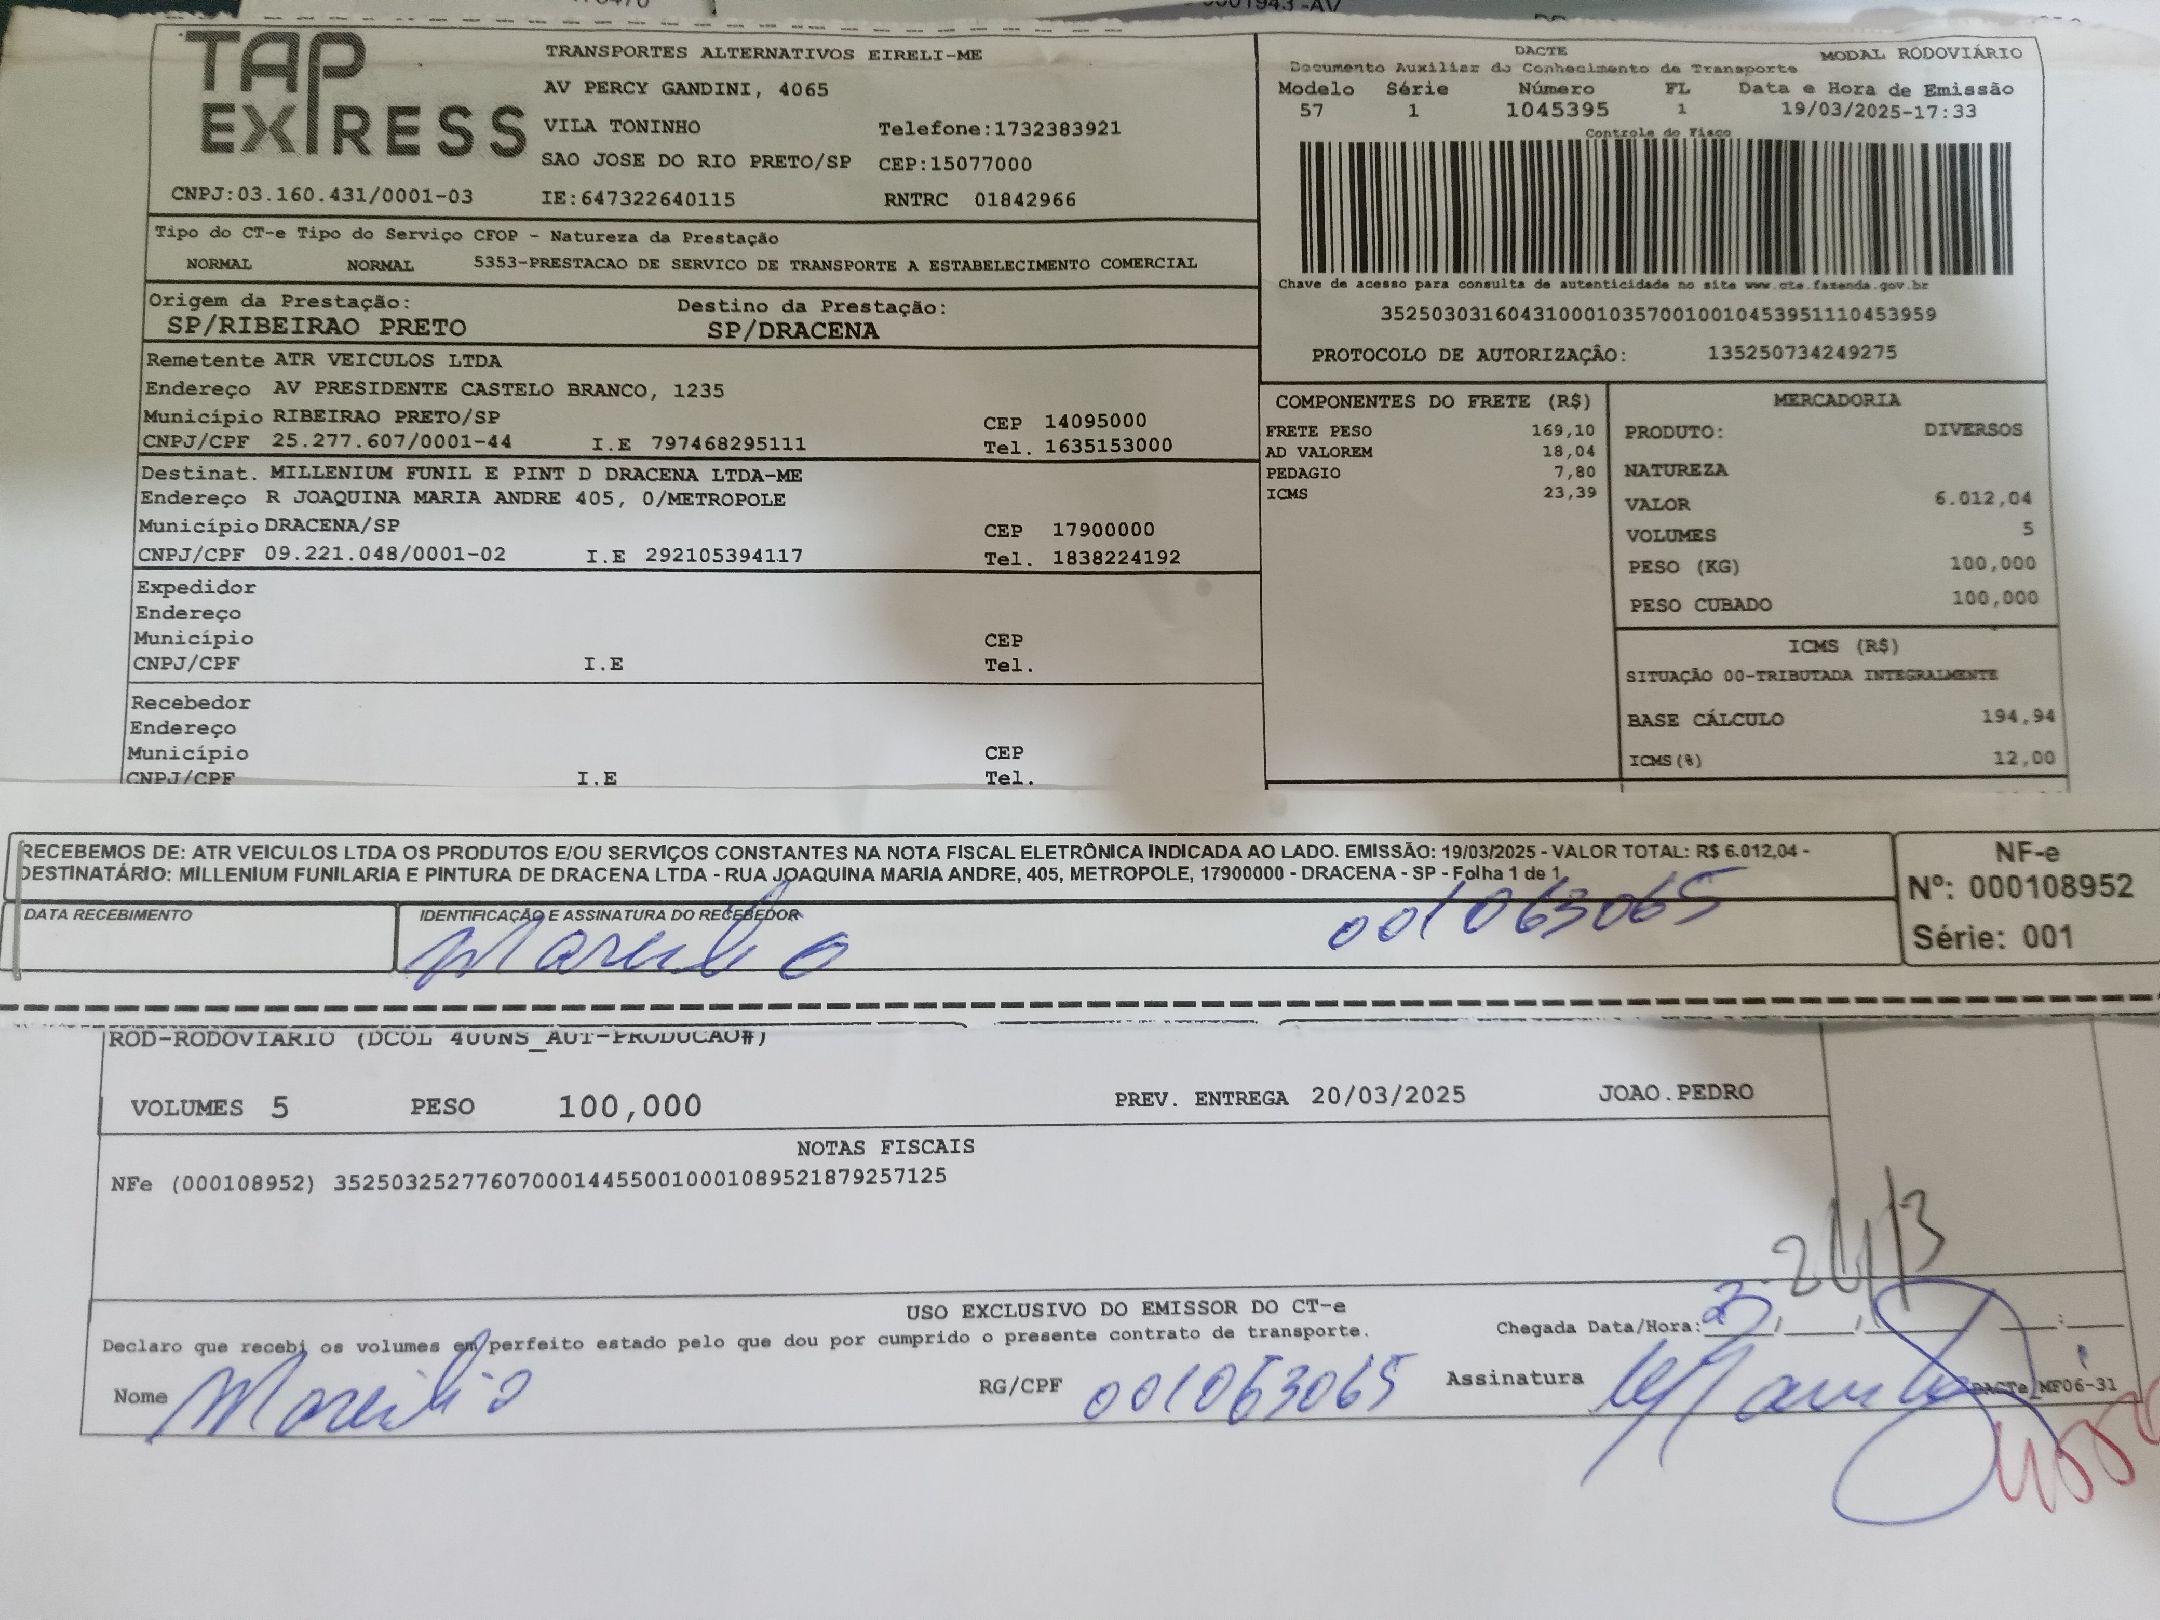 TAP EXPRESS
TRANSPORTES ALTERNATIVOS EIRELI-ME
AV PERCY GANDINI, 4065
VILA TONINHO Telefone:1732383921
SAO JOSE DO RIO PRETO/SP CEP:15077000
CNPJ:03.160.431/0001-03 IE:647322640115 RNTRC 01842966
DACTE MODAL RODOVIÁRIO
Documento Auxiliar do Conhecimento de Transporte
Modelo Série Número FL Data e Hora de Emissão
57 1 1045395 1 19/03/2025-17:33
Controle do Fisco
Chave de acesso para consulta de autenticidade no site www.cte.fazenda.gov.br
35250303160431000103570010010453951110453959
PROTOCOLO DE AUTORIZAÇÃO: 135250734249275
Tipo do CT-e Tipo do Serviço CFOP - Natureza da Prestação
NORMAL NORMAL 5353-PRESTACAO DE SERVICO DE TRANSPORTE A ESTABELECIMENTO COMERCIAL
Origem da Prestação: Destino da Prestação:
SP/RIBEIRAO PRETO SP/DRACENA
Remetente ATR VEICULOS LTDA
Endereço AV PRESIDENTE CASTELO BRANCO, 1235
Município RIBEIRAO PRETO/SP CEP 14095000
CNPJ/CPF 25.277.607/0001-44 I.E 797468295111 Tel. 1635153000
Destinat. MILLENIUM FUNIL E PINT D DRACENA LTDA-ME
Endereço R JOAQUINA MARIA ANDRE 405, 0/METROPOLE
Município DRACENA/SP CEP 17900000
CNPJ/CPF 09.221.048/0001-02 I.E 292105394117 Tel. 1838224192
Expedidor
Endereço
Município CEP
CNPJ/CPF I.E Tel.
Recebedor
Endereço
Município CEP
CNPJ/CPF I.E Tel.
COMPONENTES DO FRETE (R$)
FRETE PESO 169,10
AD VALOREM 18,04
PEDAGIO 7,80
ICMS 23,39
MERCADORIA
PRODUTO: DIVERSOS
NATUREZA
VALOR 6.012,04
VOLUMES 5
PESO (KG) 100,000
PESO CUBADO 100,000
ICMS (R$)
SITUAÇÃO 00-TRIBUTADA INTEGRALMENTE
BASE CÁLCULO 194,94
ICMS(%) 12,00
RECEBEMOS DE: ATR VEICULOS LTDA OS PRODUTOS E/OU SERVIÇOS CONSTANTES NA NOTA FISCAL ELETRÔNICA INDICADA AO LADO. EMISSÃO: 19/03/2025 - VALOR TOTAL: R$ 6.012,04 -
DESTINATÁRIO: MILLENIUM FUNILARIA E PINTURA DE DRACENA LTDA - RUA JOAQUINA MARIA ANDRE, 405, METROPOLE, 17900000 - DRACENA - SP - Folha 1 de 1
DATA RECEBIMENTO IDENTIFICAÇÃO E ASSINATURA DO RECEBEDOR
001063065
NF-e
Nº: 000108952
Série: 001
ROD-RODOVIARIO (DCOL 400NS_AUT-PRODUCAO#)
VOLUMES 5 PESO 100,000 PREV. ENTREGA 20/03/2025 JOAO.PEDRO
NOTAS FISCAIS
NFe (000108952) 35250325277607000144550010001089521879257125
USO EXCLUSIVO DO EMISSOR DO CT-e
Declaro que recebi os volumes em perfeito estado pelo que dou por cumprido o presente contrato de transporte.
Chegada Data/Hora:
Nome Marcilio RG/CPF 001063065 Assinatura
DACTe_MF06-31